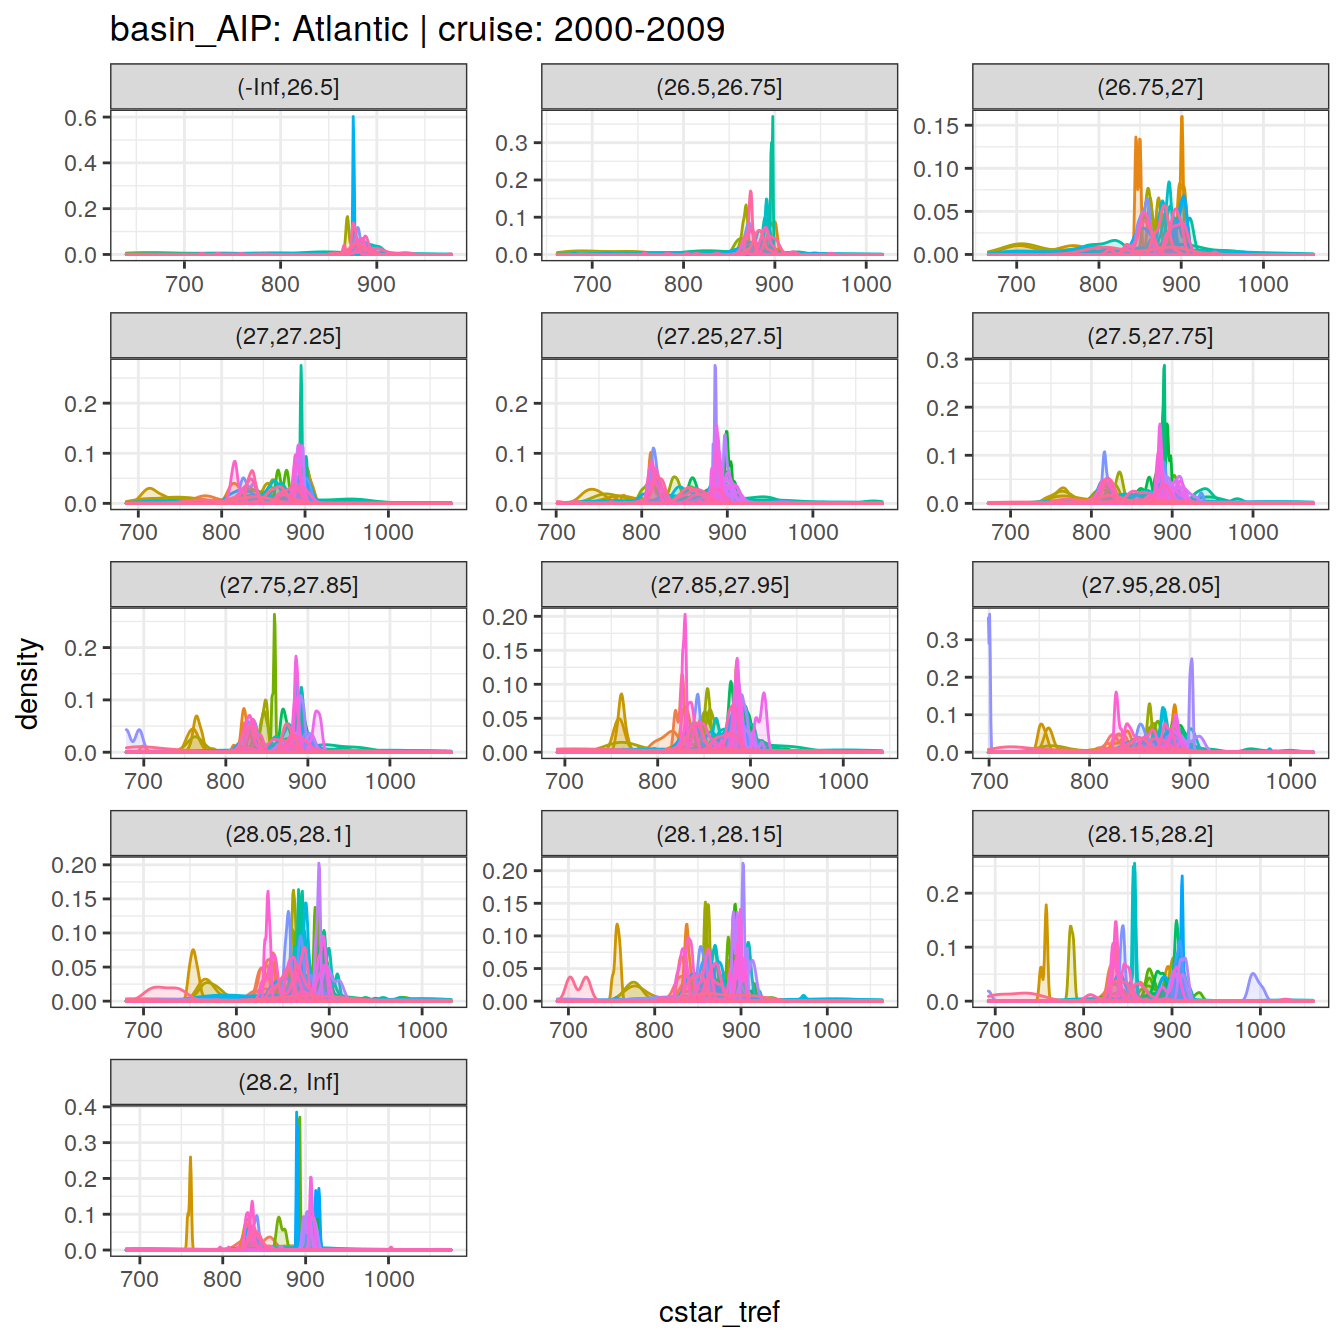 basin_AIP: Atlantic | cruise: 2000-2009
(-Inf,26.5] (26.5,26.75] (26.75,27]
0.6 0.4 0.2 0.0 0.3 0.2 0.1 0.0 0.15 0.10 0.05 0.00
700 800 900 700 800 900 1000 700 800 900 1000
(27,27.25] (27.25,27.5] (27.5,27.75]
0.2 0.1 0.0 0.2 0.1 0.0 0.3 0.2 0.1 0.0
700 800 900 1000 700 800 900 1000 700 800 900 1000
(27.75,27.85] (27.85,27.95] (27.95,28.05]
0.2 0.1 0.0 0.20 0.15 0.10 0.05 0.00 0.3 0.2 0.1 0.0
700 800 900 1000 700 800 900 1000 700 800 900 1000
density
(28.05,28.1] (28.1,28.15] (28.15,28.2]
0.20 0.15 0.10 0.05 0.00 0.20 0.15 0.10 0.05 0.00 0.2 0.1 0.0
700 800 900 1000 700 800 900 1000 700 800 900 1000
(28.2, Inf]
0.4 0.3 0.2 0.1 0.0
700 800 900 1000
cstar_tref